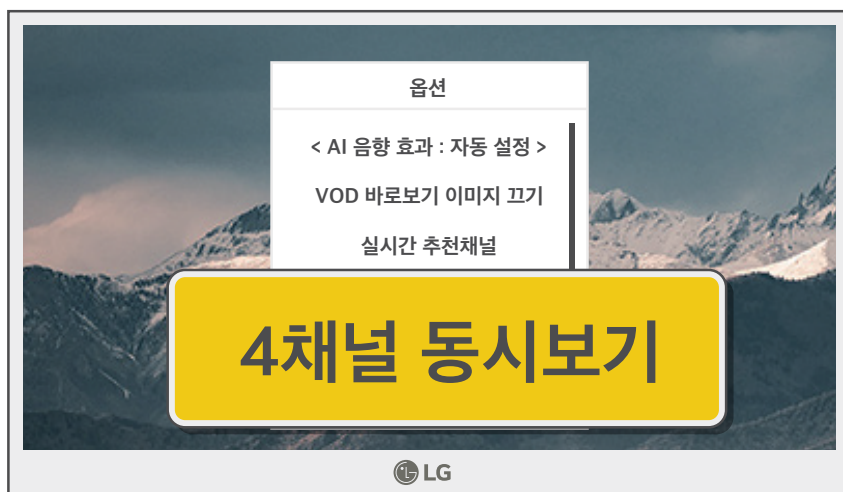 옵션
< AI 음향 효과 : 자동 설정 >
VOD 바로보기 이미지 끄기
실시간 추천채널
4채널 동시보기
LG